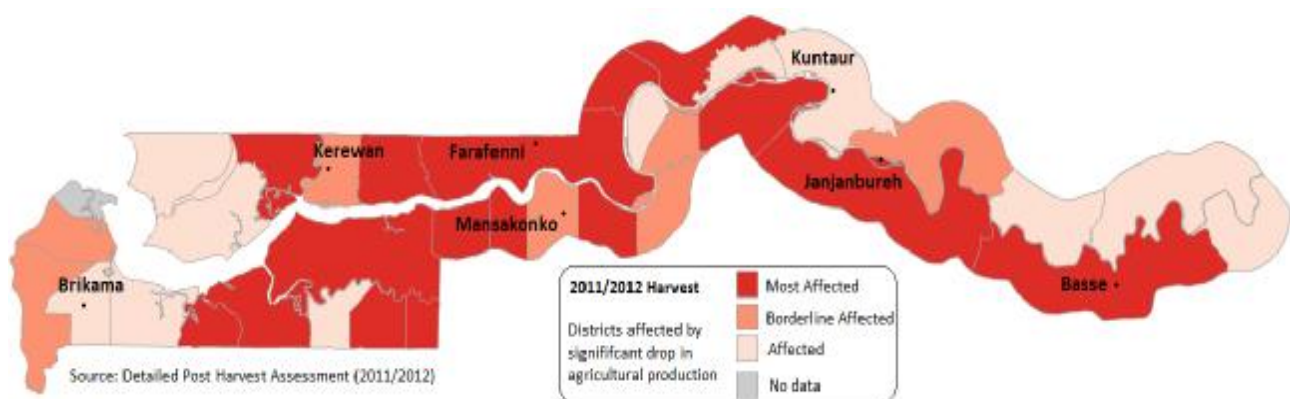 Kuntaur
Kerewan
Farafenni
Janjanbureh
Mansakonko
Brikama
Basse
2011/2012 Harvest
Districts affected by
signififcant drop in
agricultural production
Most Affected
Borderline Affected
Affected
No data
Source: Detailed Post Harvest Assessment (2011/2012)